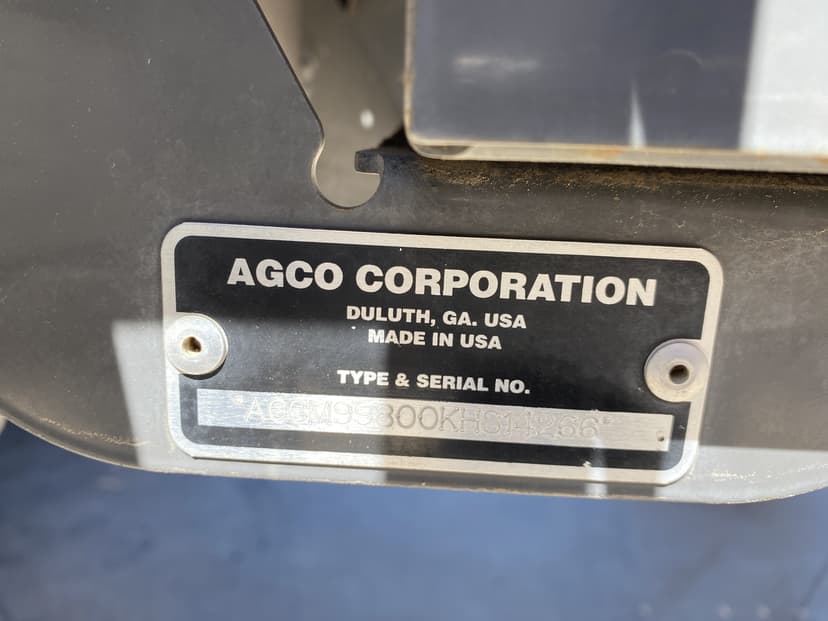 AGCO CORPORATION
DULUTH, GA. USA
MADE IN USA
TYPE & SERIAL NO.